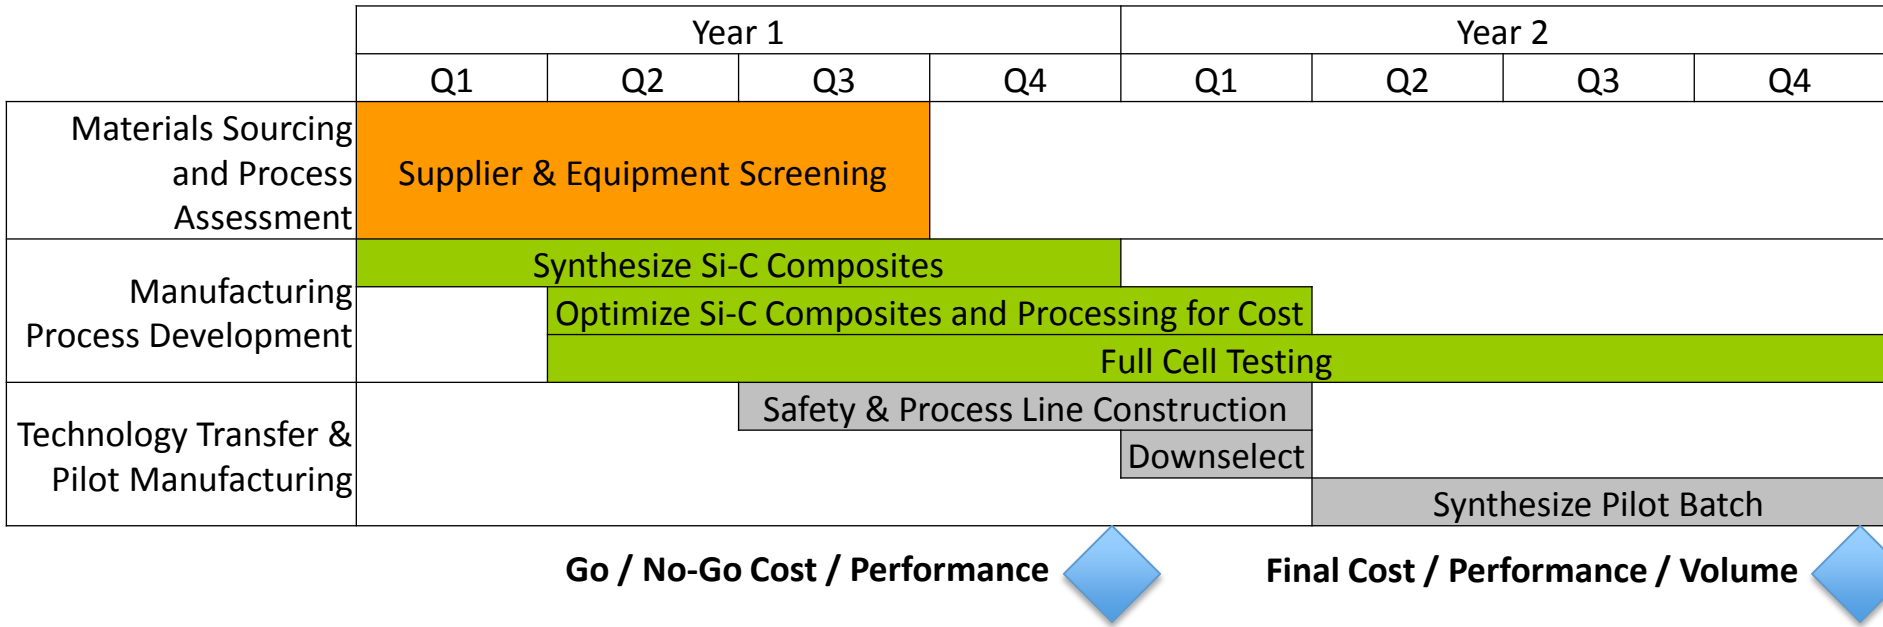 Year 1
Year 2
Q1
Q2
Q3
Q4
Q1
Q2
Q3
Q4
Materials Sourcing
and Process
Assessment
Supplier & Equipment Screening
Manufacturing
Process Development
Synthesize Si-C Composites
Optimize Si-C Composites and Processing for Cost
Full Cell Testing
Technology Transfer &
Pilot Manufacturing
Safety & Process Line Construction
Downselect
Synthesize Pilot Batch
Go / No-Go Cost / Performance
Final Cost / Performance / Volume